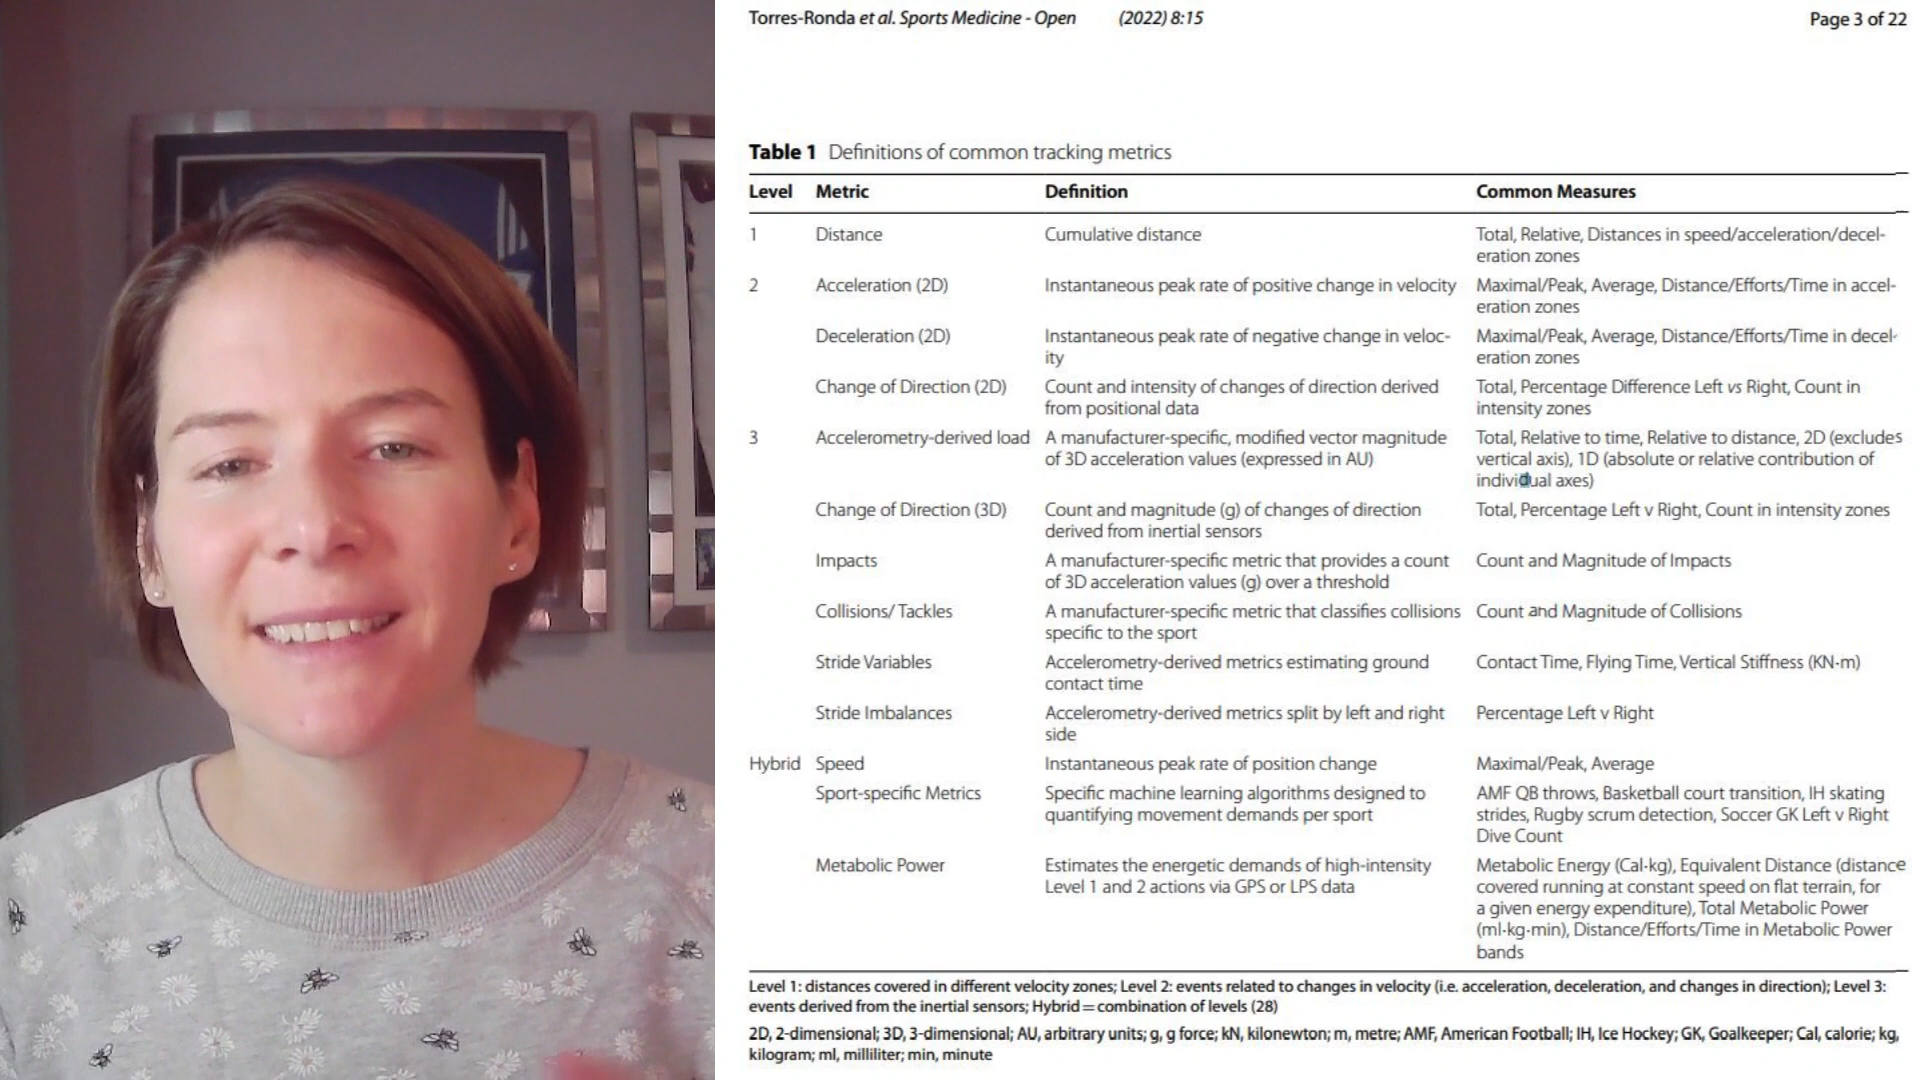 Torres-Ronda et al. Sports Medicine - Open (2022) 8:15 Page 3 of 22
Table 1 Definitions of common tracking metrics
Level Metric Definition Common Measures
1 Distance Cumulative distance Total, Relative, Distances in speed/acceleration/decel-
eration zones
2 Acceleration (2D) Instantaneous peak rate of positive change in velocity Maximal/Peak, Average, Distance/Efforts/Time in accel-
eration zones
Deceleration (2D) Instantaneous peak rate of negative change in veloc- Maximal/Peak, Average, Distance/Efforts/Time in decel-
ity eration zones
Change of Direction (2D) Count and intensity of changes of direction derived Total, Percentage Difference Left vs Right, Count in
from positional data intensity zones
3 Accelerometry-derived load A manufacturer-specific, modified vector magnitude Total, Relative to time, Relative to distance, 2D (excludes
of 3D acceleration values (expressed in AU) vertical axis), 1D (absolute or relative contribution of
individual axes)
Change of Direction (3D) Count and magnitude (g) of changes of direction Total, Percentage Left v Right, Count in intensity zones
derived from inertial sensors
Impacts A manufacturer-specific metric that provides a count Count and Magnitude of Impacts
of 3D acceleration values (g) over a threshold
Collisions/ Tackles A manufacturer-specific metric that classifies collisions Count and Magnitude of Collisions
specific to the sport
Stride Variables Accelerometry-derived metrics estimating ground Contact Time, Flying Time, Vertical Stiffness (KN·m)
contact time
Stride Imbalances Accelerometry-derived metrics split by left and right Percentage Left v Right
side
Hybrid Speed Instantaneous peak rate of position change Maximal/Peak, Average
Sport-specific Metrics Specific machine learning algorithms designed to AMF QB throws, Basketball court transition, IH skating
quantifying movement demands per sport strides, Rugby scrum detection, Soccer GK Left v Right
Dive Count
Metabolic Power Estimates the energetic demands of high-intensity Metabolic Energy (Cal·kg), Equivalent Distance (distance
Level 1 and 2 actions via GPS or LPS data covered running at constant speed on flat terrain, for
a given energy expenditure), Total Metabolic Power
(ml·kg·min), Distance/Efforts/Time in Metabolic Power
bands
Level 1: distances covered in different velocity zones; Level 2: events related to changes in velocity (i.e. acceleration, deceleration, and changes in direction); Level 3:
events derived from the inertial sensors; Hybrid = combination of levels (28)
2D, 2-dimensional; 3D, 3-dimensional; AU, arbitrary units; g, g force; kN, kilonewton; m, metre; AMF, American Football; IH, Ice Hockey; GK, Goalkeeper; Cal, calorie; kg,
kilogram; ml, milliliter; min, minute